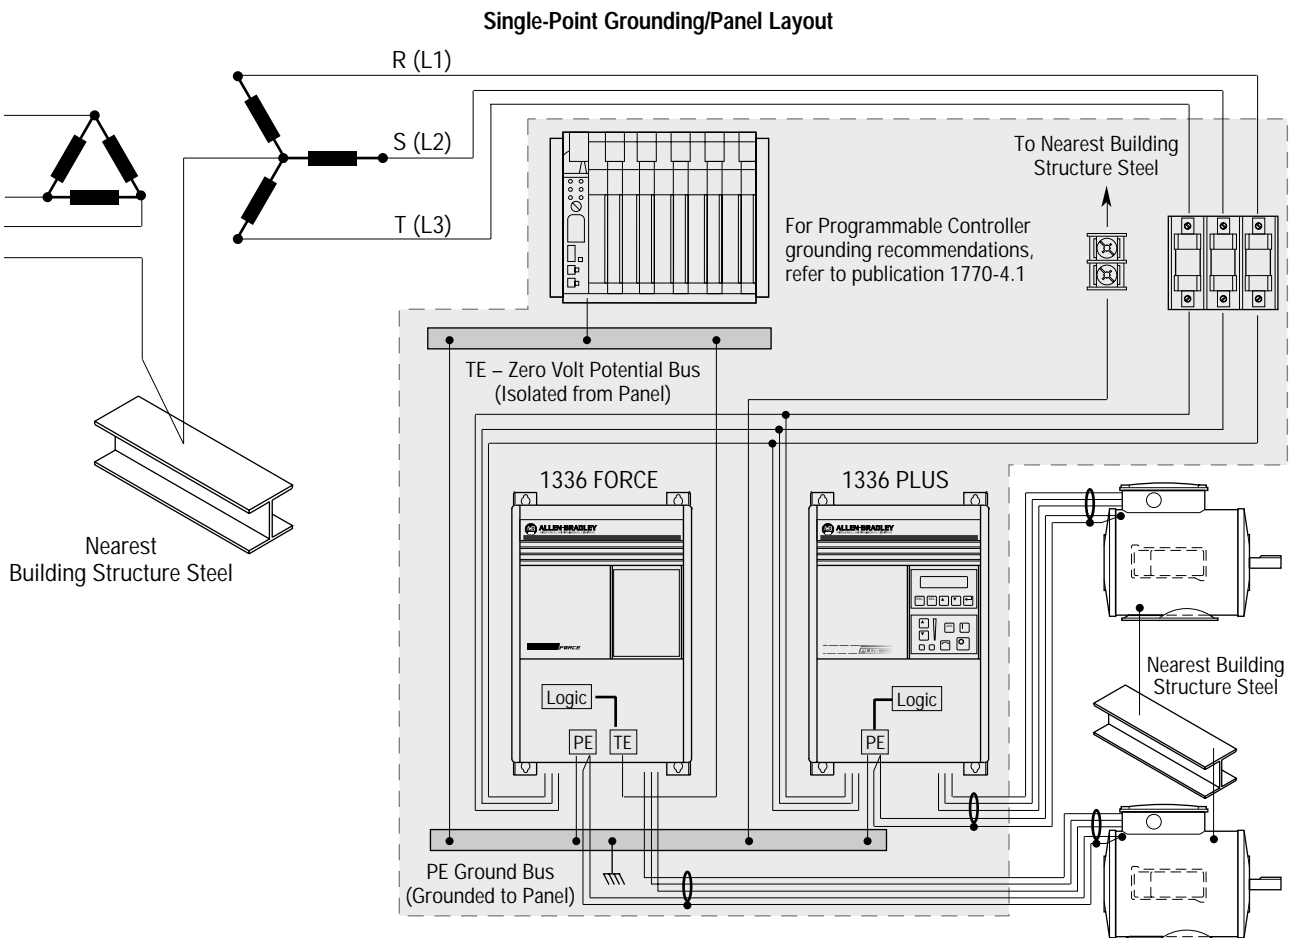 Single-Point Grounding/Panel Layout
R (L1)
S (L2)
T (L3)
To Nearest Building
Structure Steel
For Programmable Controller
grounding recommendations,
refer to publication 1770-4.1
TE – Zero Volt Potential Bus
(Isolated from Panel)
Nearest
Building Structure Steel
1336 FORCE
1336 PLUS
ALLEN-BRADLEY
ALLEN-BRADLEY
FORCE
PLUS
Nearest Building
Structure Steel
Logic
PE
TE
Logic
PE
PE Ground Bus
(Grounded to Panel)